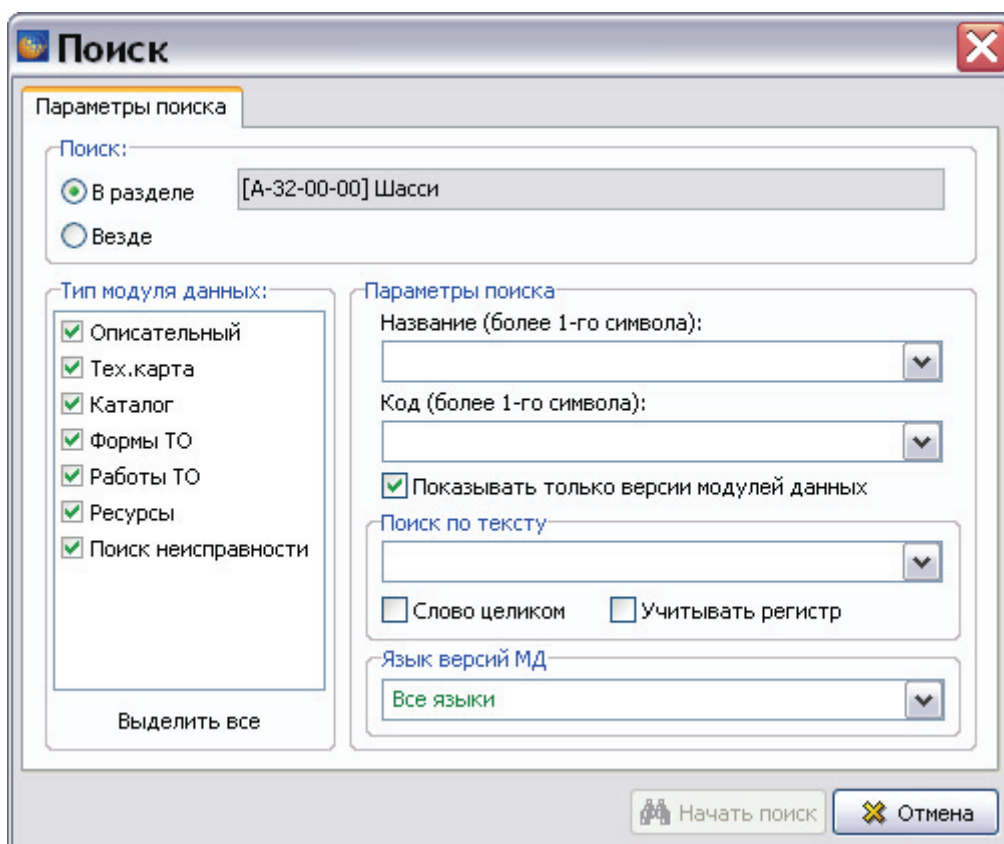 Поиск
Параметры поиска
Поиск:
В разделе
[А-32-00-00] Шасси
Везде
Тип модуля данных:
Описательный
Тех.карта
Каталог
Формы ТО
Работы ТО
Ресурсы
Поиск неисправности
Выделить все
Параметры поиска
Название (более 1-го символа):
Код (более 1-го символа):
Показывать только версии модулей данных
Поиск по тексту
Слово целиком
Учитывать регистр
Язык версий МД
Все языки
Начать поиск
Отмена